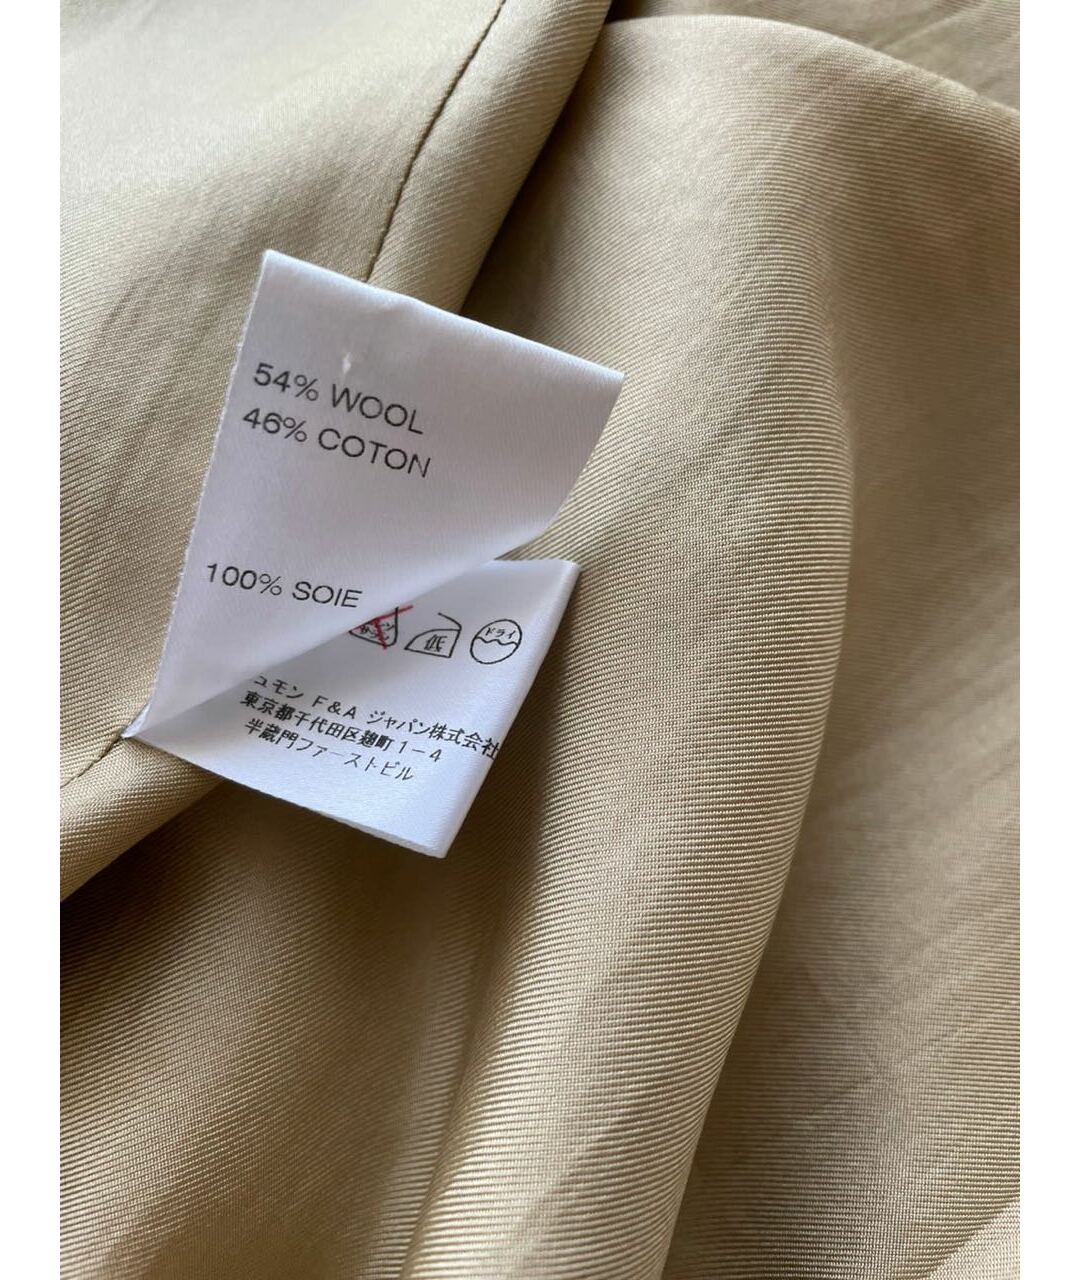 54% WOOL
46% COTON
100% SOIE
低 ドライ
ュモン F&A ジャパン株式会社
東京都千代田区麹町1-4
半蔵門ファーストビル